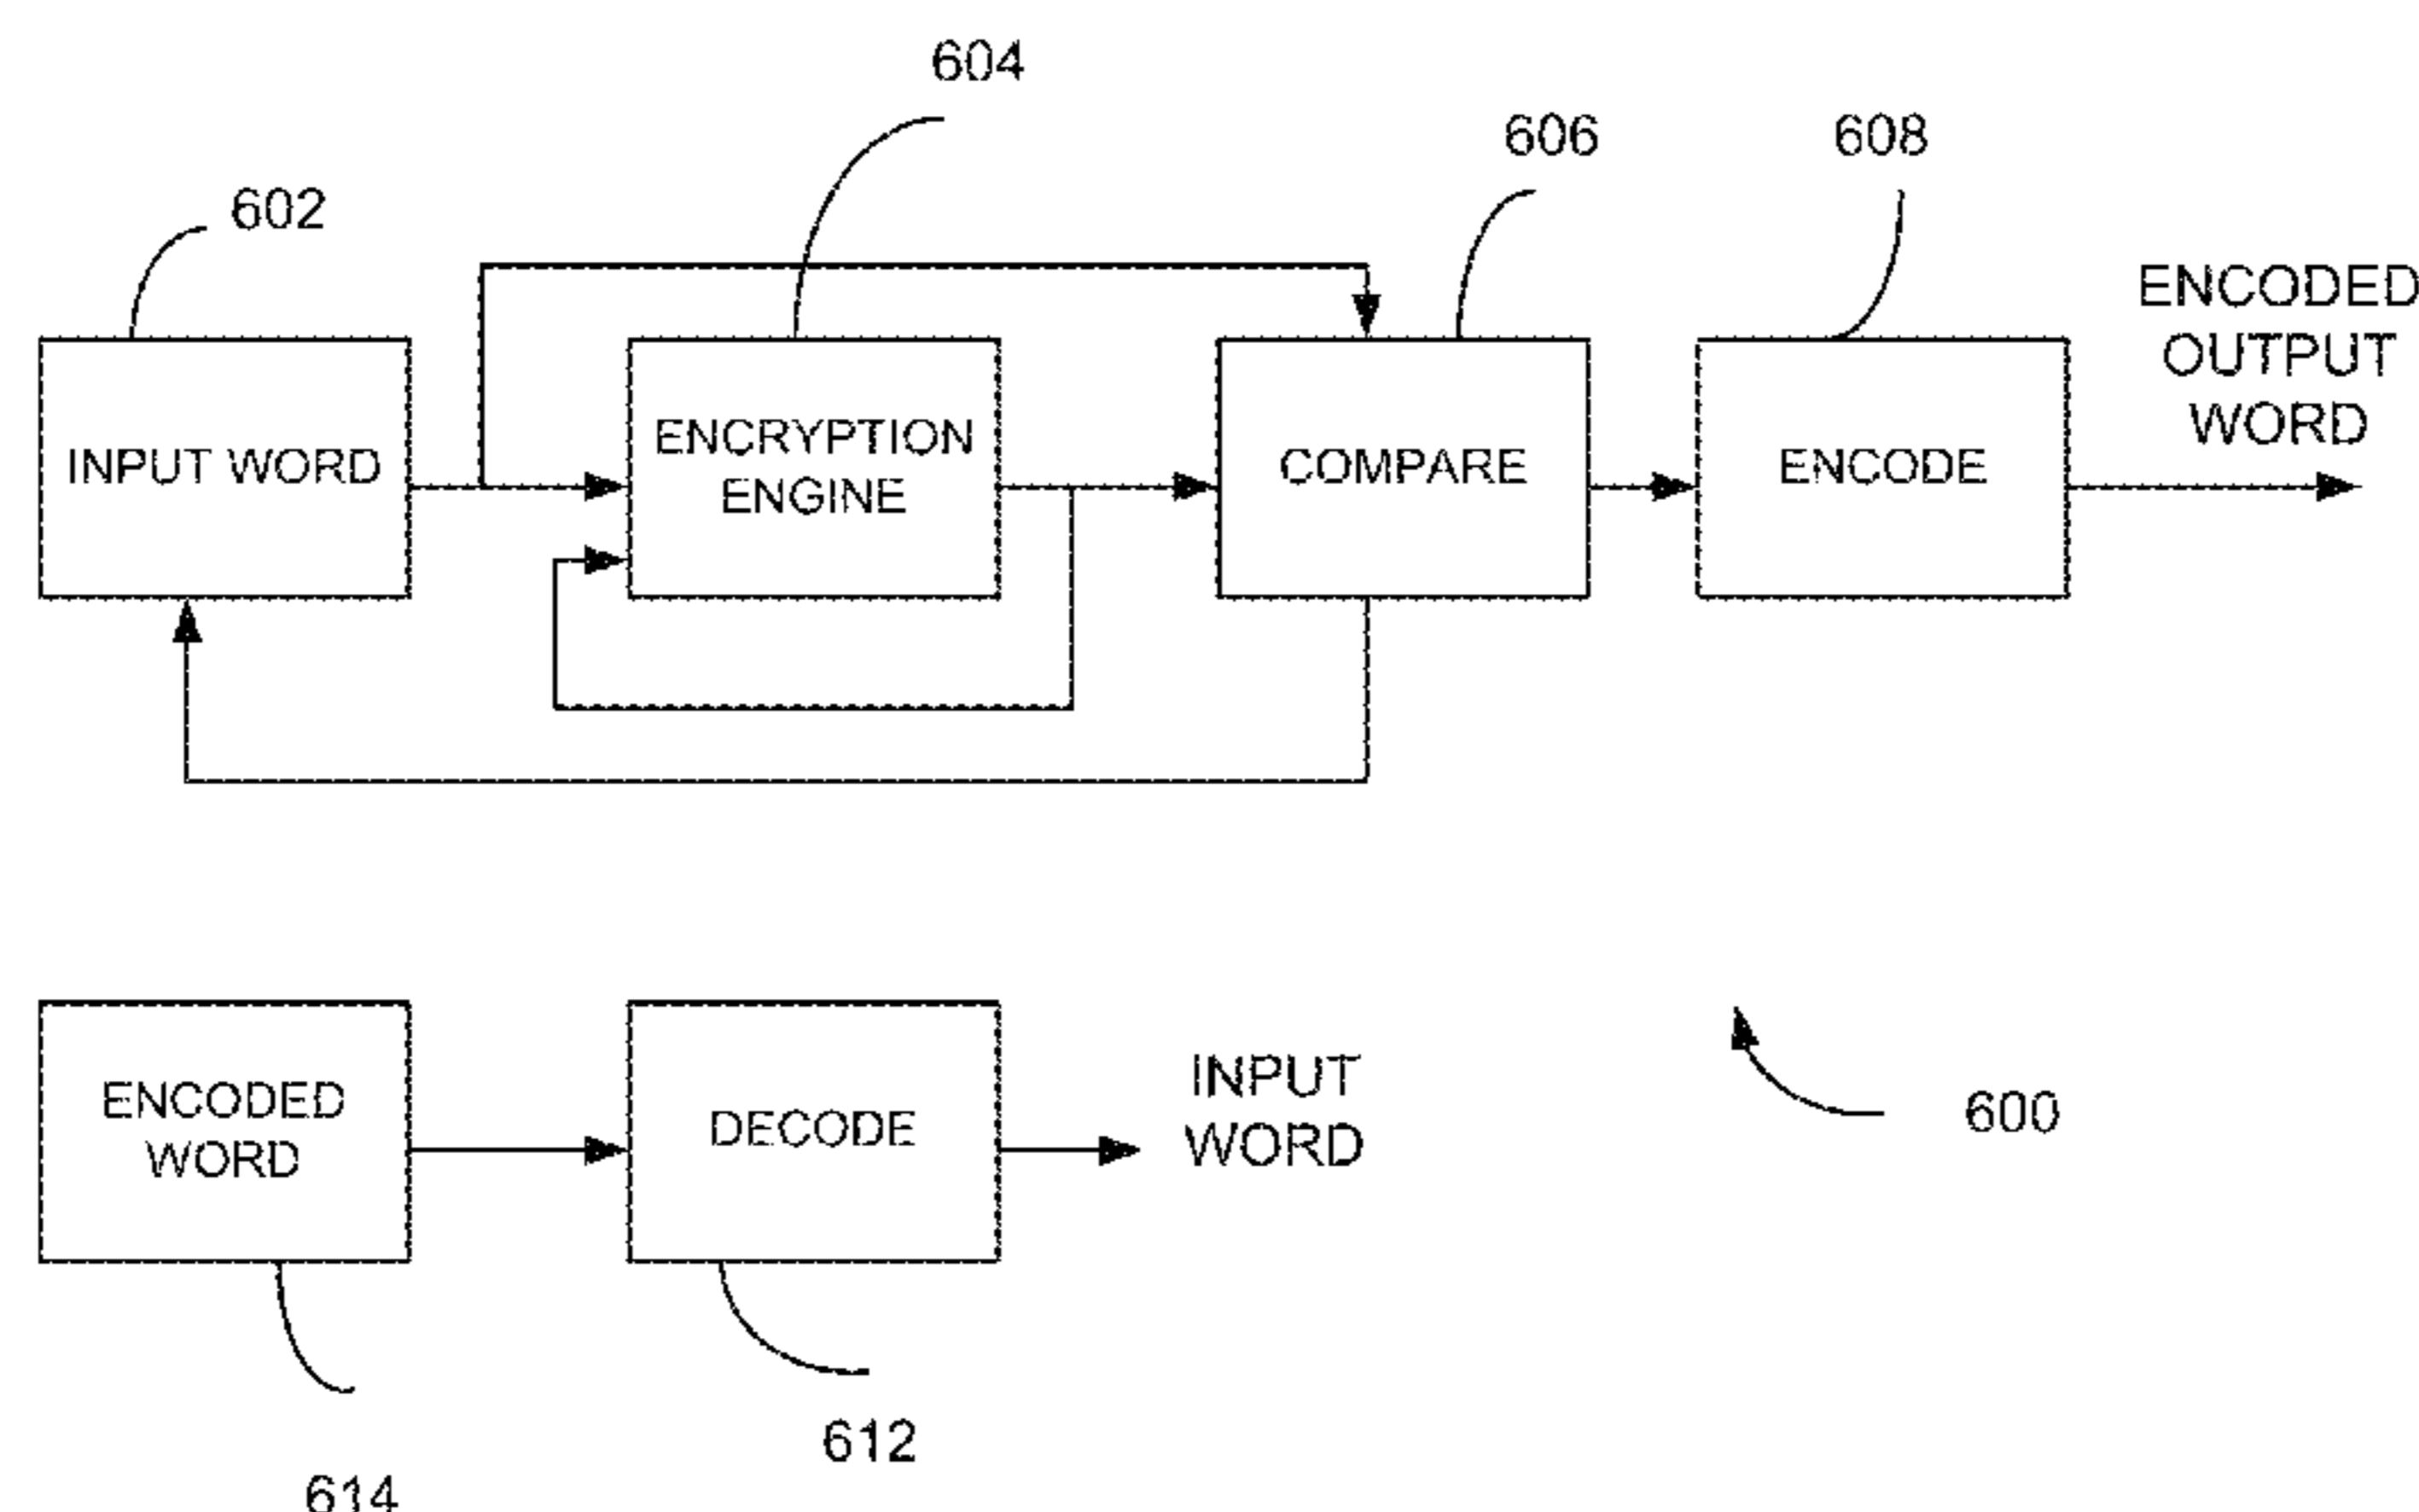 604
606
608
602
ENCODED
OUTPUT
WORD
INPUT WORD
ENCRYPTION
ENGINE
COMPARE
ENCODE
ENCODED
WORD
DECODE
INPUT
WORD
600
612
614